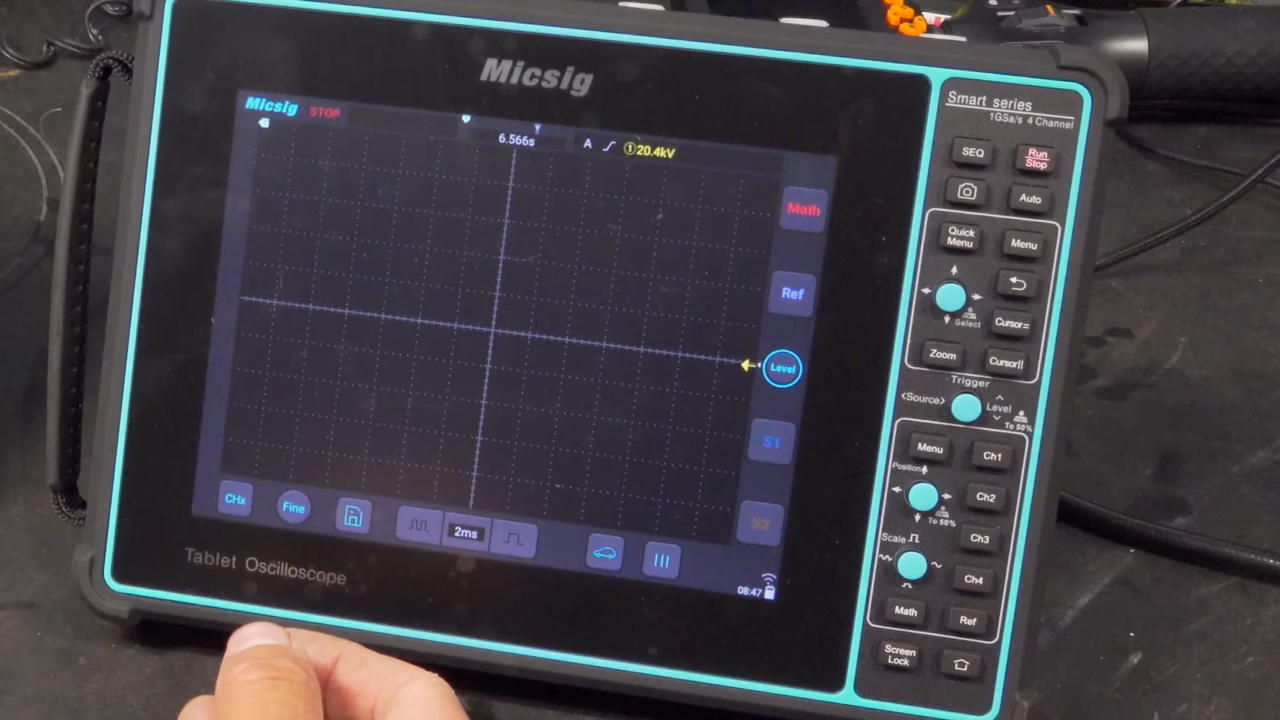 Micsig
Smart series
1GSa/s 4 Channel
Micsig STOP
6.566s
A ①20.4kV
Math
Ref
Level
S1
S2
CHx
Fine
2ms
08:47
Tablet Oscilloscope
SEQ
Run
Stop
Auto
Quick
Menu
Menu
Select
Cursor=
Zoom
Cursor||
Trigger
<Source>
Level
To 50%
Menu
Ch1
Position
Ch2
To 50%
Scale
Ch3
Ch4
Math
Ref
Screen
Lock